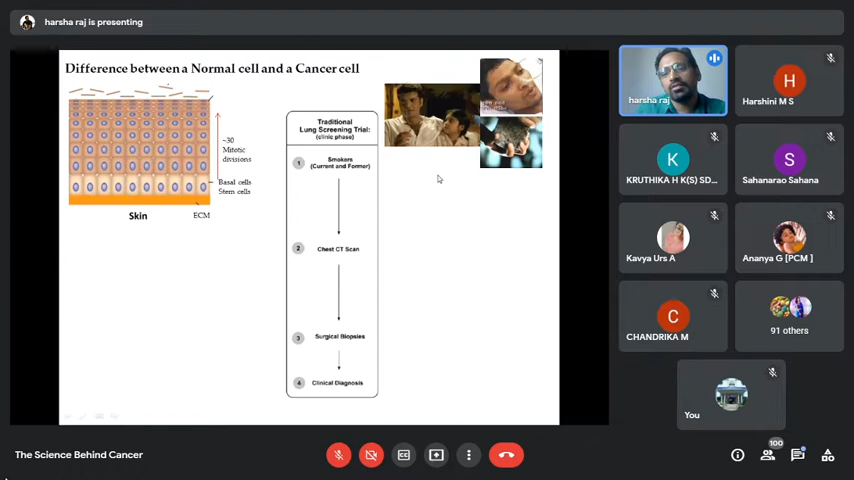 harsha raj is presenting
Difference between a Normal cell and a Cancer cell
~30
Mitotic
divisions
Basal cells
Stem cells
Skin
ECM
Traditional
Lung Screening Trial:
(clinic phase)
1
Smokers
(Current and Former)
2
Chest CT Scan
3
Surgical Biopsies
4
Clinical Diagnosis
harsha raj
H
Harshini M S
K
KRUTHIKA H K(S) SD...
S
Sahanarao Sahana
Kavya Urs A
Ananya G [PCM ]
C
CHANDRIKA M
91 others
You
The Science Behind Cancer
CC
100